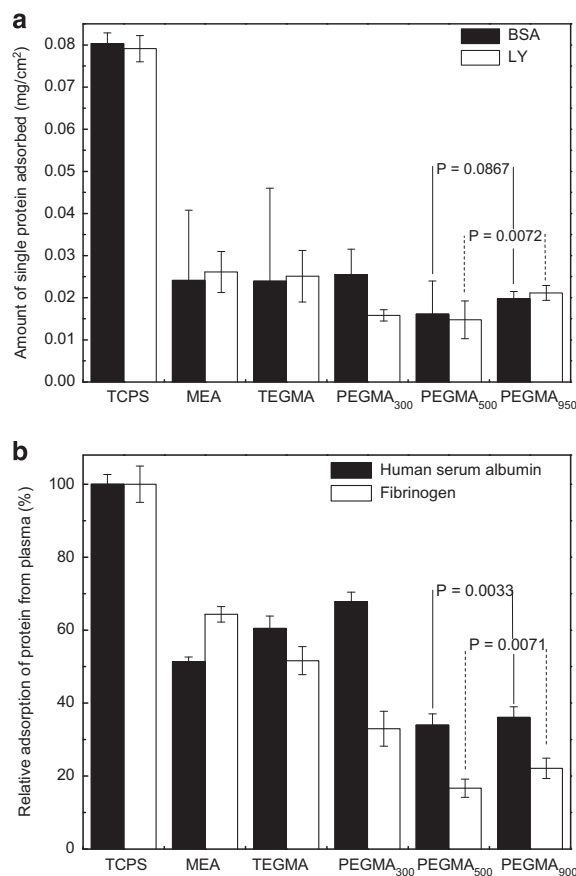 a
BSA
LY
Amount of single protein adsorbed (mg/cm²)
0.08
0.08
0.06
0.05
0.04
0.03
0.02
0.01
0.00
P = 0.0867
P = 0.0072
TCPS MEA TEGMA PEGMA₃₀₀ PEGMA₅₀₀ PEGMA₉₅₀
b
Human serum albumin
Fibrinogen
Relative adsorption of protein from plasma (%)
100
80
60
40
20
0
P = 0.0033
P = 0.0071
TCPS MEA TEGMA PEGMA₃₀₀ PEGMA₅₀₀ PEGMA₉₀₀